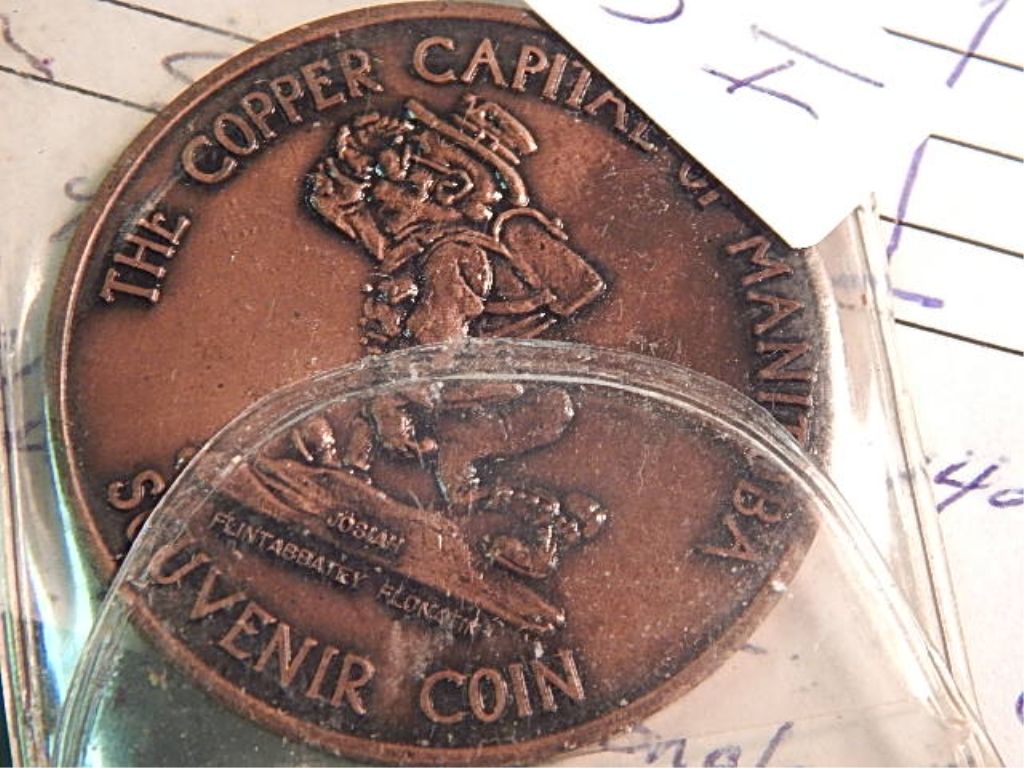 THE COPPER CAPITAL OF MANITOBA
JOSIAH
FLINTABBATEY FLONATIN
SOUVENIR COIN